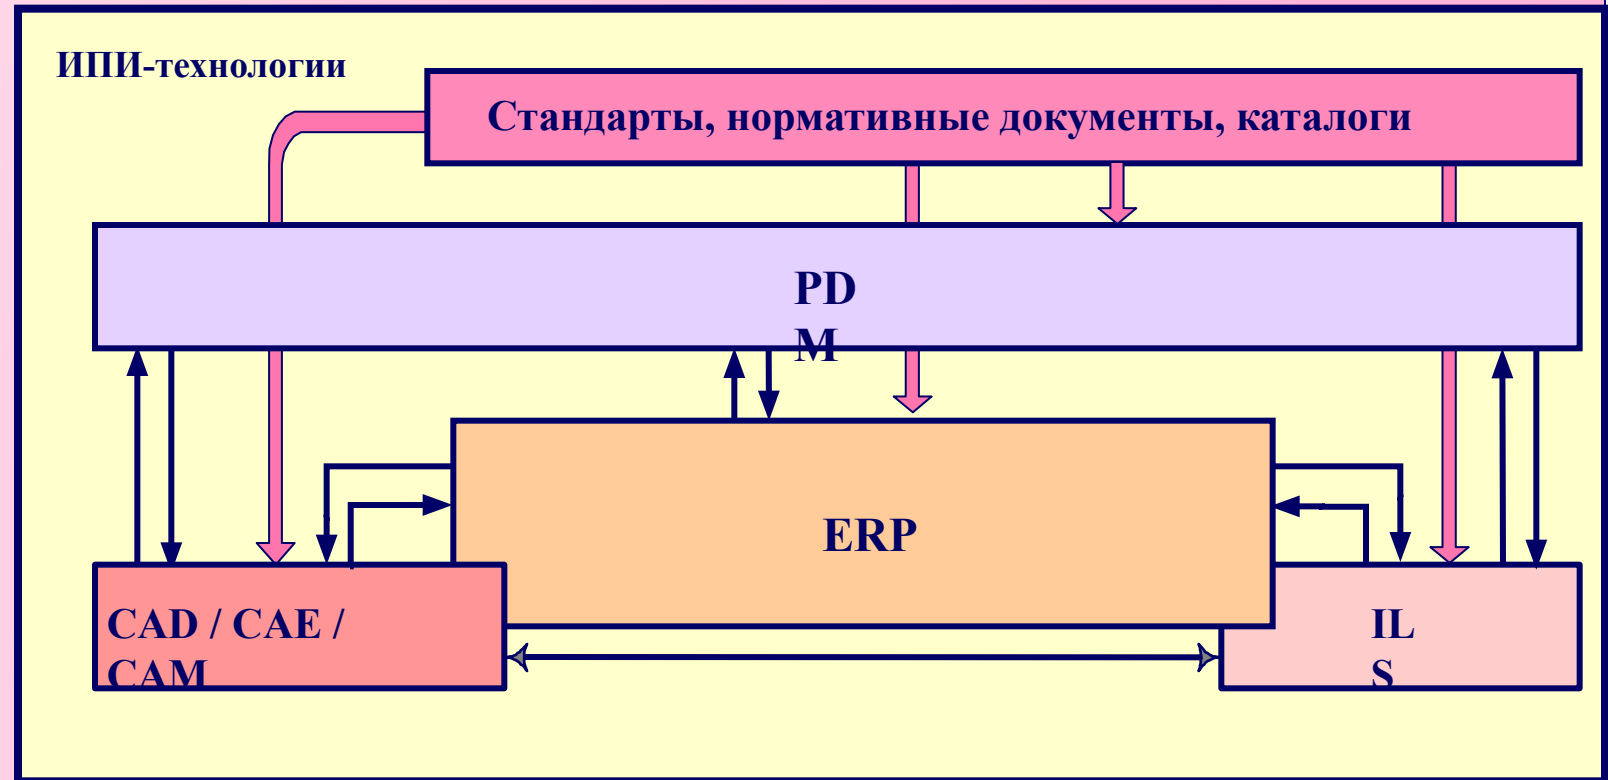 ИПИ-технологии
Стандарты, нормативные документы, каталоги
PD
M
ERP
CAD / CAE /
CAM
IL
S